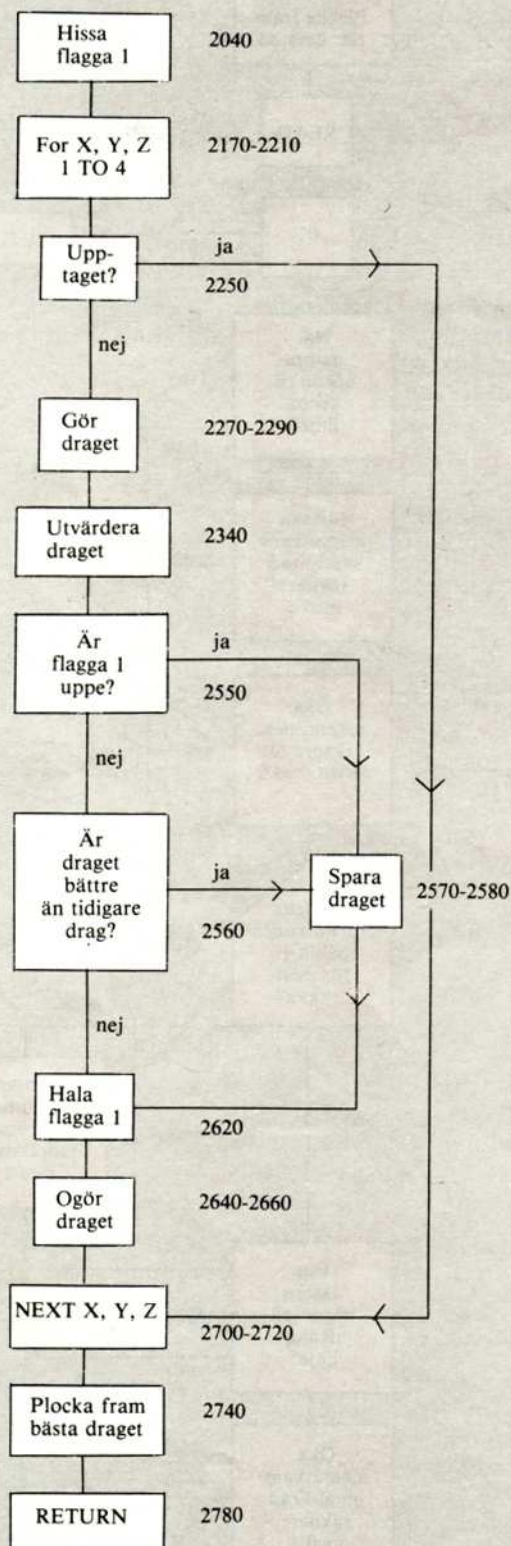 Hissa
flagga 1
2040
For X, Y, Z
1 TO 4
2170-2210
Upp-
taget?
ja
2250
nej
Gör
draget
2270-2290
Utvärdera
draget
2340
Är
flagga 1
uppe?
ja
2550
nej
Är
draget
bättre
än tidigare
drag?
ja
2560
Spara
draget
2570-2580
nej
Hala
flagga 1
2620
Ogör
draget
2640-2660
NEXT X, Y, Z
2700-2720
Plocka fram
bästa draget
2740
RETURN
2780